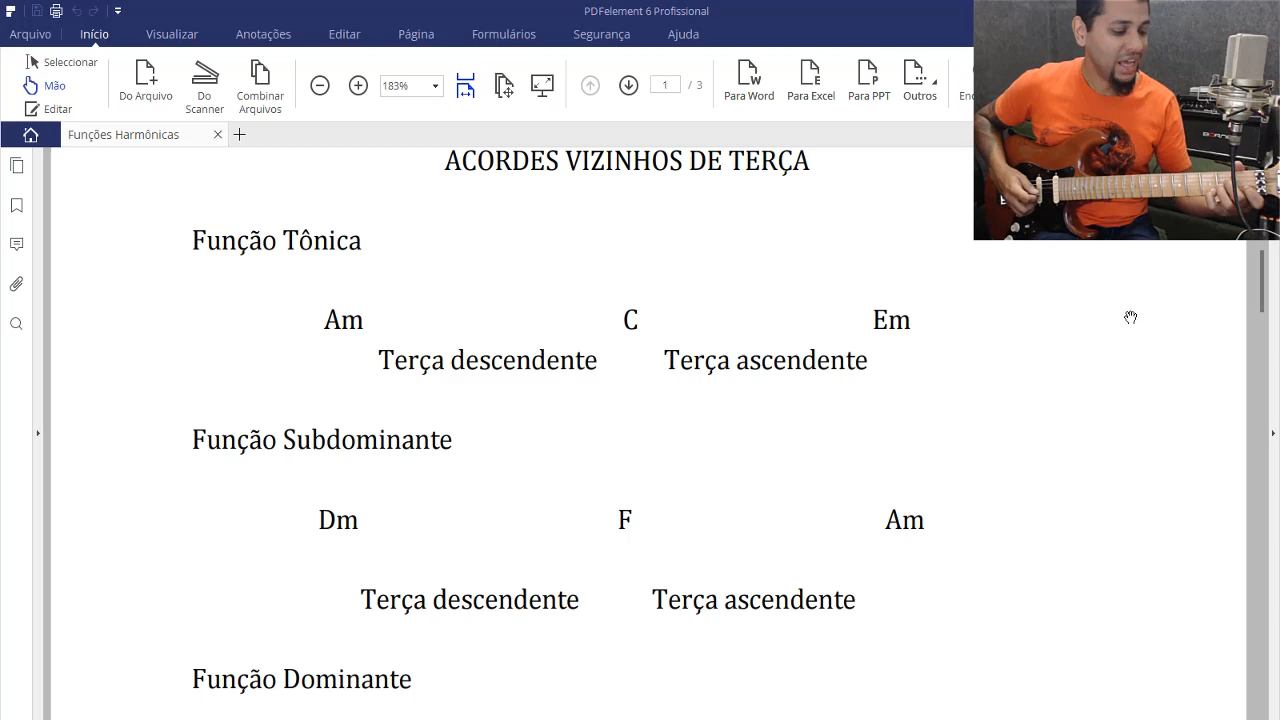 PDFelement 6 Profissional
Arquivo Início Visualizar Anotações Editar Página Formulários Segurança Ajuda
Seleccionar
Mão
Editar
Do Arquivo
Do Scanner
Combinar Arquivos
183%
1 / 3
Para Word
Para Excel
Para PPT
Outros
Funções Harmônicas
ACORDES VIZINHOS DE TERÇA
Função Tônica
Am C Em
Terça descendente Terça ascendente
Função Subdominante
Dm F Am
Terça descendente Terça ascendente
Função Dominante